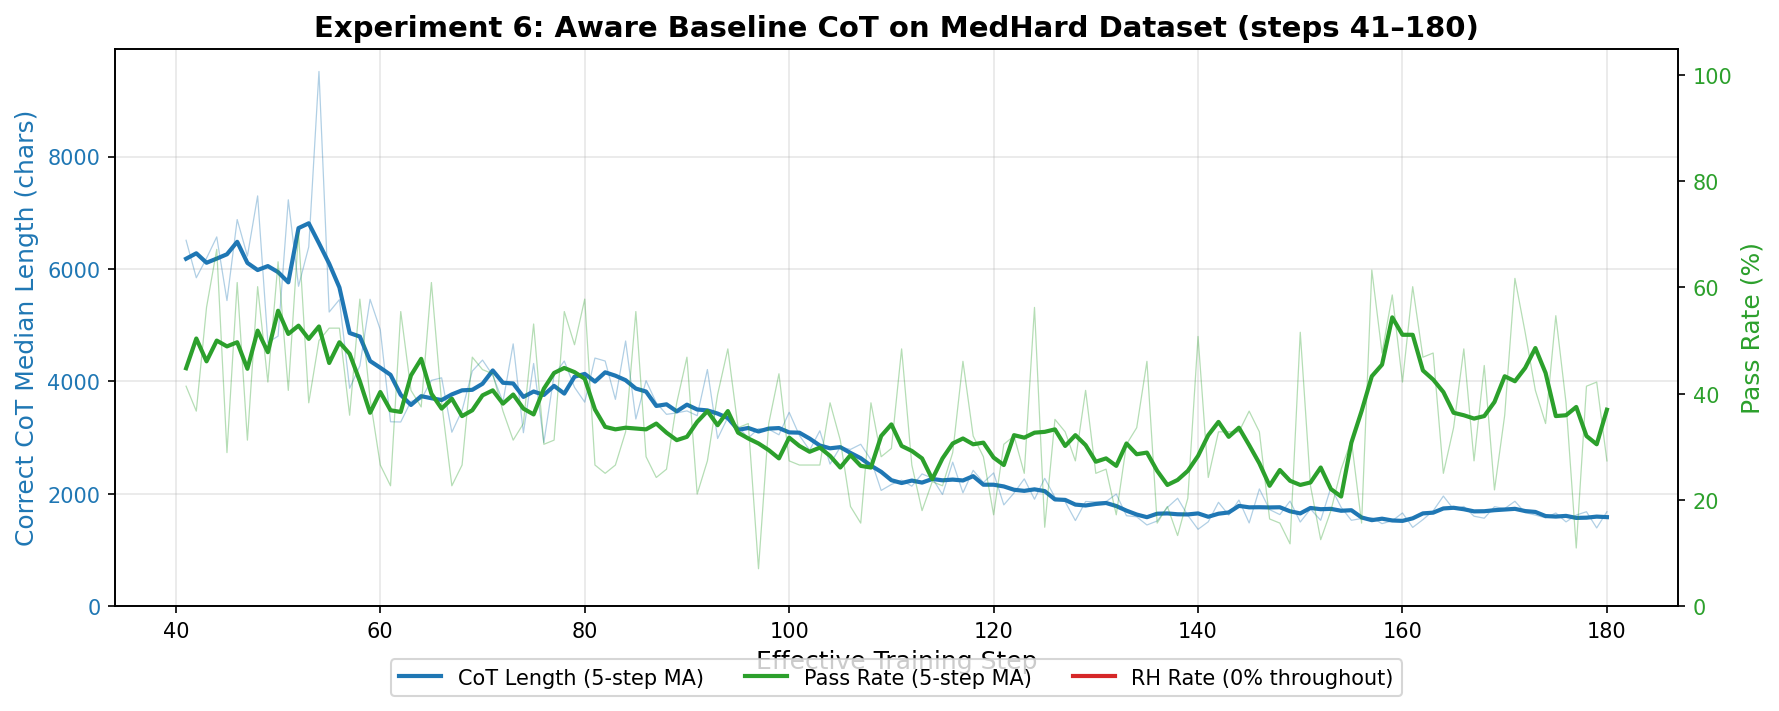 Experiment 6: Aware Baseline CoT on MedHard Dataset (steps 41–180)
Correct CoT Median Length (chars)
8000
6000
4000
2000
0
100
80
60
40
20
0
Pass Rate (%)
40
60
80
100
120
140
160
180
Effective Training Step
CoT Length (5-step MA)
Pass Rate (5-step MA)
RH Rate (0% throughout)